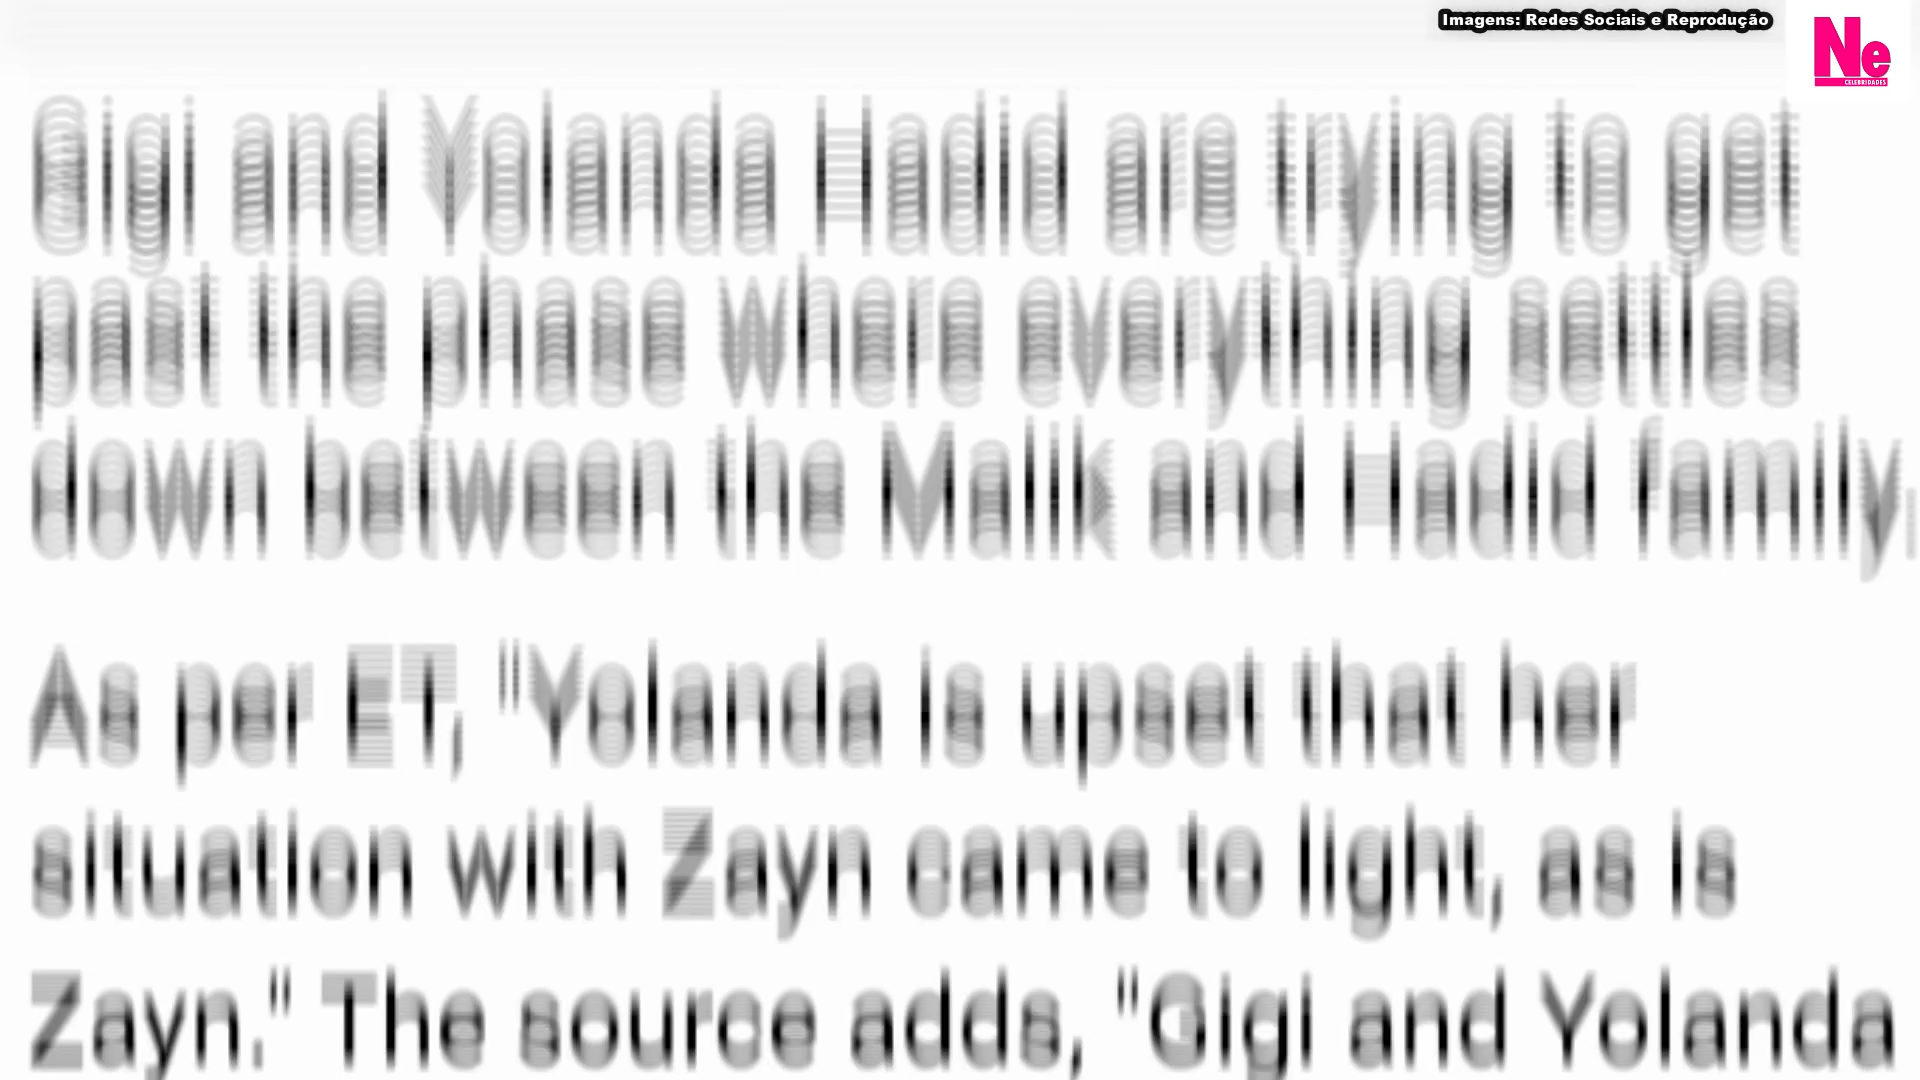 Imagens: Redes Sociais e Reprodução
Ne
CELEBRIDADES
Gigi and Yolanda Hadid are trying to get
past the phase where everything settles
down between the Malik and Hadid family.
As per ET, "Yolanda is upset that her
situation with Zayn came to light, as is
Zayn." The source adds, "Gigi and Yolanda